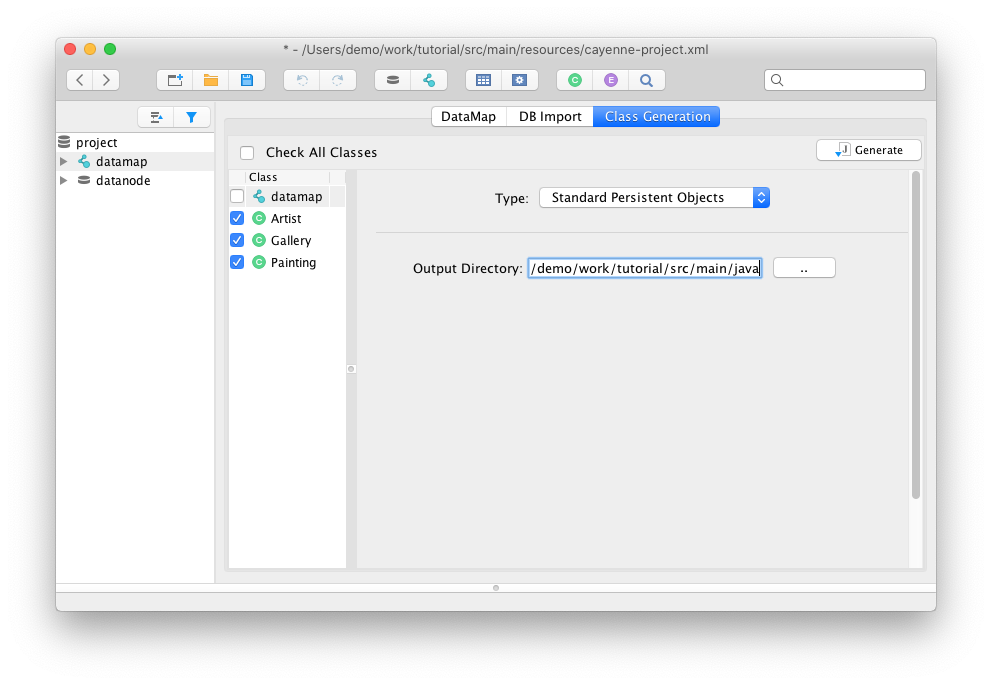 * - /Users/demo/work/tutorial/src/main/resources/cayenne-project.xml
C E
DataMap DB Import Class Generation
project
datamap
datanode
Check All Classes
J Generate
Class
datamap
C Artist
C Gallery
C Painting
Type: Standard Persistent Objects
Output Directory: /demo/work/tutorial/src/main/java ..